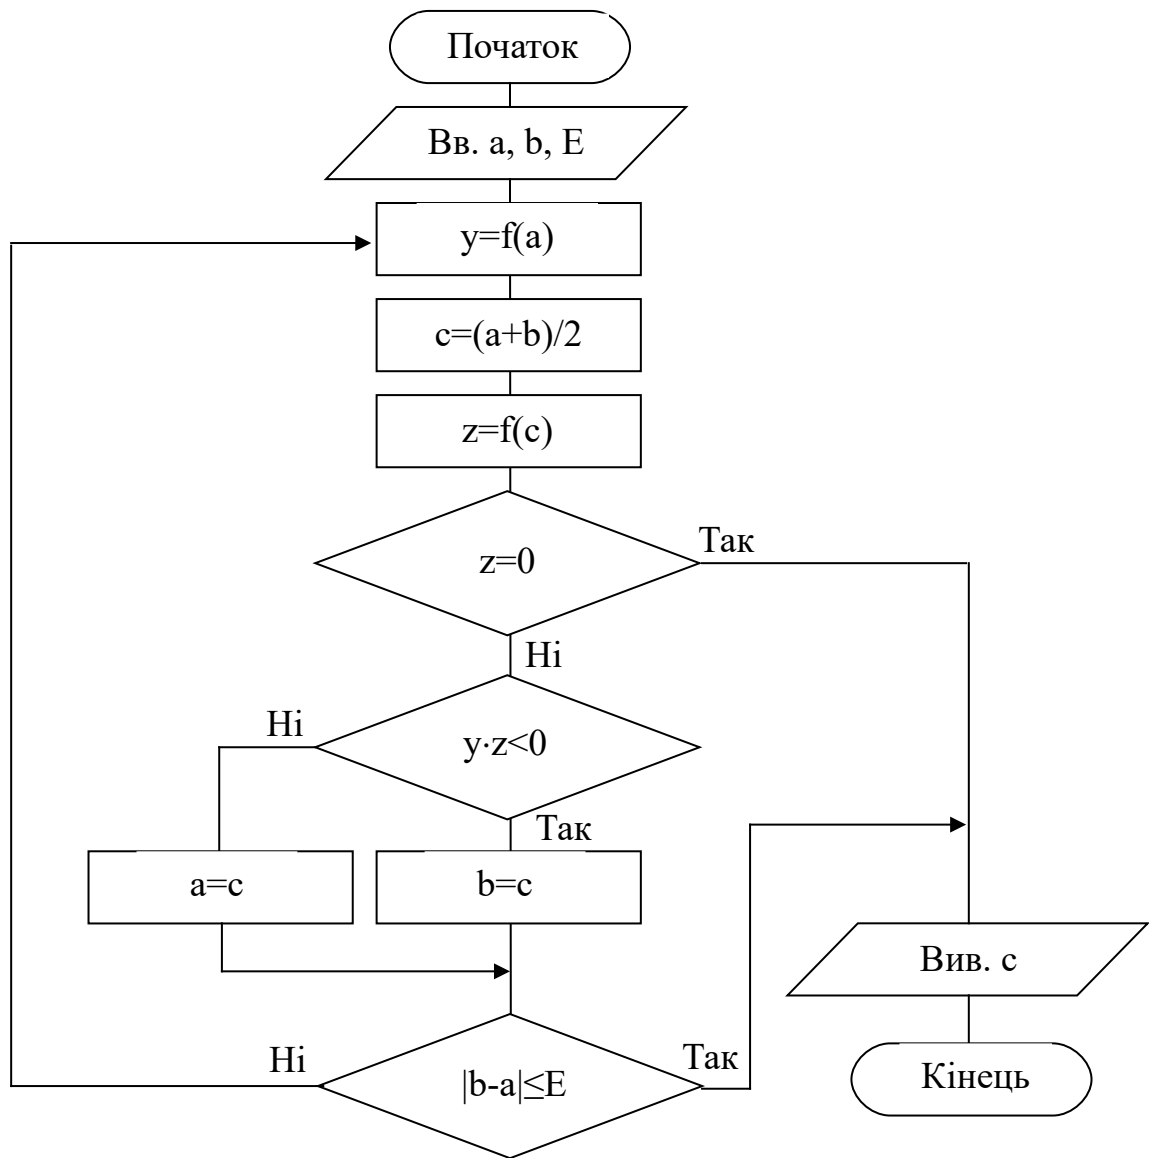 Початок
Вв. a, b, E
y=f(a)
c=(a+b)/2
z=f(c)
z=0
Так
Ні
y·z<0
Ні
Так
a=c
b=c
|b-a|≤E
Ні
Так
Вив. c
Кінець